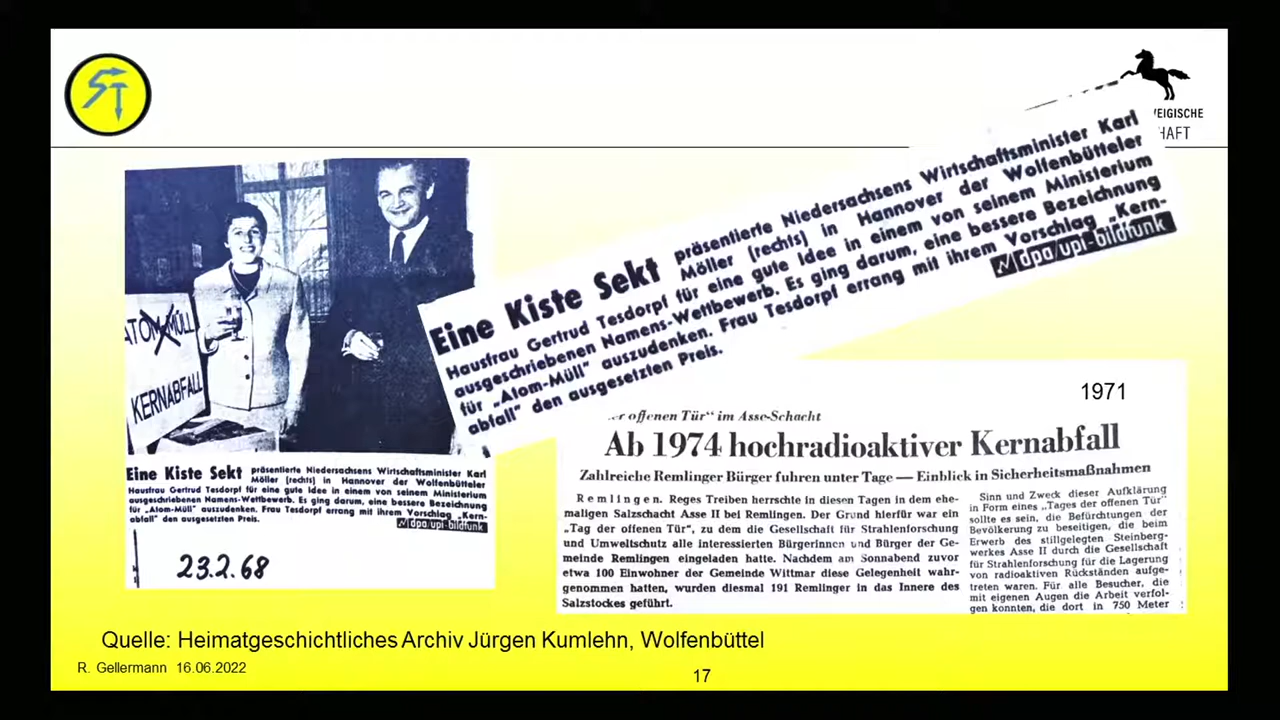 ST
EIGISCHE
HAFT
ATOM-MÜLL
KERNABFALL
Eine Kiste Sekt präsentierte Niedersachsens Wirtschaftsminister Karl
Möller (rechts) in Hannover der Wolfenbütteler
Hausfrau Gertrud Tesdorpf für eine gute Idee in einem von seinem Ministerium
ausgeschriebenen Namens-Wettbewerb. Es ging darum, eine bessere Bezeichnung
für „Atom-Müll" auszudenken. Frau Tesdorpf errang mit ihrem Vorschlag „Kern-
abfall" den ausgesetzten Preis.
dpa/upi-bildfunk
23.2.68
Eine Kiste Sekt präsentierte Niedersachsens Wirtschaftsminister Karl
Möller (rechts) in Hannover der Wolfenbütteler
Hausfrau Gertrud Tesdorpf für eine gute Idee in einem von seinem Ministerium
ausgeschriebenen Namens-Wettbewerb. Es ging darum, eine bessere Bezeichnung
für „Atom-Müll" auszudenken. Frau Tesdorpf errang mit ihrem Vorschlag „Kern-
abfall" den ausgesetzten Preis.
dpa/upi-bildfunk
1971
offenen Tür" im Asse-Schacht
Ab 1974 hochradioaktiver Kernabfall
Zahlreiche Remlinger Bürger fuhren unter Tage — Einblick in Sicherheitsmaßnahmen
Remlingen. Reges Treiben herrschte in diesen Tagen in dem ehe-
maligen Salzschacht Asse II bei Remlingen. Der Grund hierfür war ein
„Tag der offenen Tür", zu dem die Gesellschaft für Strahlenforschung
und Umweltschutz alle interessierten Bürgerinnen und Bürger der Ge-
meinde Remlingen eingeladen hatte. Nachdem am Sonnabend zuvor
etwa 100 Einwohner der Gemeinde Wittmar diese Gelegenheit wahr-
genommen hatten, wurden diesmal 191 Remlinger in das Innere des
Salzstockes geführt.
Sinn und Zweck dieser Aufklärung
in Form eines „Tages der offenen Tür"
sollte es sein, die Befürchtungen der
Bevölkerung zu beseitigen, die beim
Erwerb des stillgelegten Steinberg-
werkes Asse II durch die Gesellschaft
für Strahlenforschung für die Lagerung
von radioaktiven Rückständen aufge-
treten waren. Für alle Besucher, die
mit eigenen Augen die Arbeit verfol-
gen konnten, die dort in 750 Meter
Quelle: Heimatgeschichtliches Archiv Jürgen Kumlehn, Wolfenbüttel
R. Gellermann 16.06.2022
17